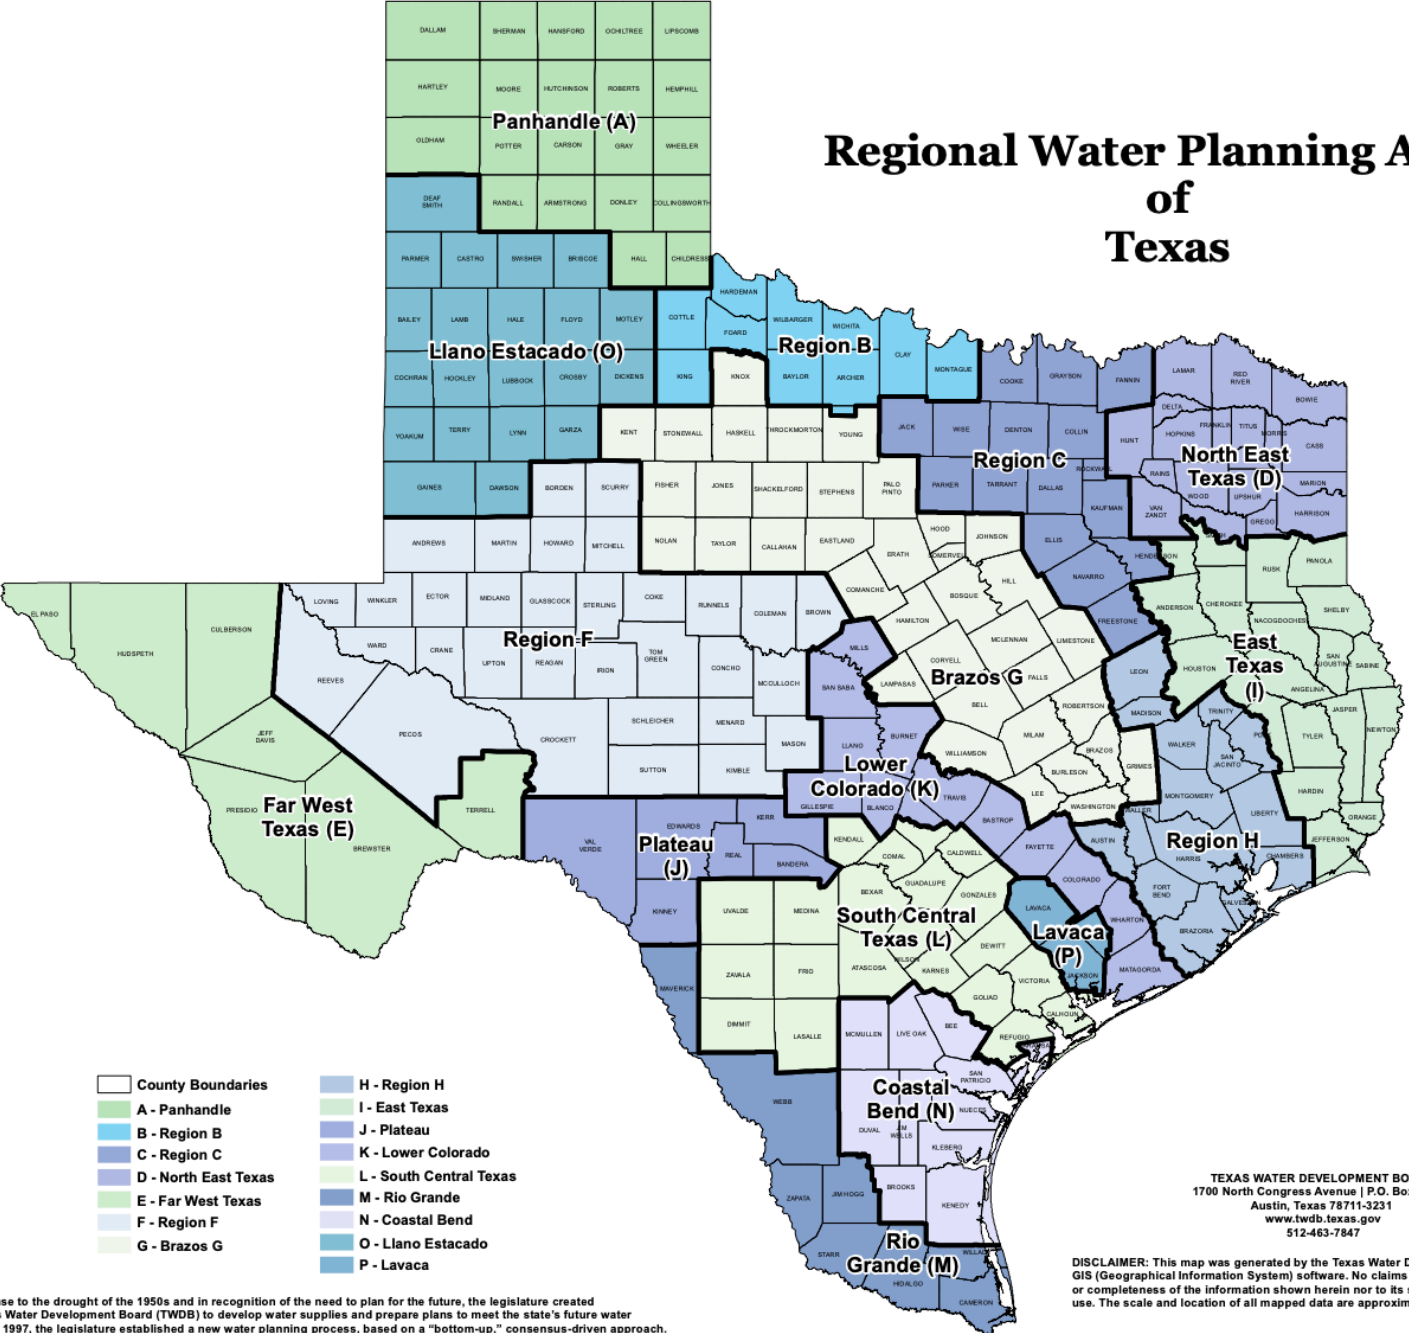 Regional Water Planning A
of
Texas
DALLAM
SHERMAN
HANSFORD
OCHILTREE
LIPSCOMB
HARTLEY
MOORE
HUTCHINSON
ROBERTS
HEMPHILL
Panhandle (A)
OLDHAM
POTTER
CARSON
GRAY
WHEELER
DEAF
SMITH
RANDALL
ARMSTRONG
DONLEY
COLLINGSWORTH
PARMER
CASTRO
SWISHER
BRISCOE
HALL
CHILDRESS
BAILEY
LAMB
HALE
FLOYD
MOTLEY
COTTLE
HARDEMAN
FOARD
WILBARGER
WICHITA
Region B
CLAY
MONTAGUE
Llano Estacado (O)
COCHRAN
HOCKLEY
LUBBOCK
CROSBY
DICKENS
KING
KNOX
BAYLOR
ARCHER
COOKE
GRAYSON
FANNIN
LAMAR
RED
RIVER
BOWIE
YOAKUM
TERRY
LYNN
GARZA
KENT
STONEWALL
HASKELL
THROCKMORTON
YOUNG
JACK
WISE
DENTON
COLLIN
Region C
ROCKWALL
HUNT
DELTA
HOPKINS
FRANKLIN
TITUS
MORRIS
CASS
North East
Texas (D)
RAINS
WOOD
UPSHUR
MARION
HARRISON
GREGG
VAN
ZANDT
SMITH
GAINES
DAWSON
BORDEN
SCURRY
FISHER
JONES
SHACKELFORD
STEPHENS
PALO
PINTO
PARKER
TARRANT
DALLAS
KAUFMAN
ANDREWS
MARTIN
HOWARD
MITCHELL
NOLAN
TAYLOR
CALLAHAN
EASTLAND
ERATH
HOOD
SOMERVELL
JOHNSON
ELLIS
HENDERSON
NAVARRO
FREESTONE
RUSK
PANOLA
EL PASO
HUDSPETH
CULBERSON
LOVING
WINKLER
ECTOR
MIDLAND
GLASSCOCK
STERLING
COKE
RUNNELS
COLEMAN
BROWN
COMANCHE
BOSQUE
HILL
HAMILTON
MCLENNAN
LIMESTONE
ANDERSON
CHEROKEE
NACOGDOCHES
SHELBY
WARD
CRANE
UPTON
REAGAN
IRION
TOM
GREEN
CONCHO
MCCULLOCH
Region F
MILLS
SAN SABA
LAMPASAS
CORYELL
Brazos G
FALLS
BELL
ROBERTSON
LEON
MADISON
HOUSTON
East
Texas
(I)
SAN
AUGUSTINE
SABINE
ANGELINA
REEVES
PECOS
CROCKETT
SCHLEICHER
MENARD
MASON
SUTTON
KIMBLE
LLANO
BURNET
WILLIAMSON
MILAM
BRAZOS
BURLESON
GRIMES
WALKER
TRINITY
SAN
JACINTO
TYLER
JASPER
NEWTON
JEFF
DAVIS
PRESIDIO
Far West
Texas (E)
BREWSTER
TERRELL
Lower
Colorado (K)
GILLESPIE
BLANCO
TRAVIS
BASTROP
LEE
WASHINGTON
WALLER
MONTGOMERY
LIBERTY
HARDIN
ORANGE
JEFFERSON
VAL
VERDE
EDWARDS
KERR
REAL
BANDERA
Plateau
(J)
KINNEY
KENDALL
COMAL
CALDWELL
FAYETTE
AUSTIN
COLORADO
Region H
HARRIS
CHAMBERS
FORT
BEND
GALVESTON
BRAZORIA
UVALDE
MEDINA
BEXAR
GUADALUPE
GONZALES
South Central
Texas (L)
LAVACA
Lavaca
(P)
JACKSON
WHARTON
MATAGORDA
MAVERICK
ZAVALA
FRIO
ATASCOSA
WILSON
KARNES
DEWITT
VICTORIA
GOLIAD
CALHOUN
REFUGIO
DIMMIT
LASALLE
MCMULLEN
LIVE OAK
BEE
SAN
PATRICIO
Coastal
Bend (N)
NUECES
WEBB
DUVAL
JIM
WELLS
KLEBERG
ZAPATA
JIM HOGG
BROOKS
KENEDY
STARR
Rio
Grande (M)
HIDALGO
CAMERON
County Boundaries
A - Panhandle
B - Region B
C - Region C
D - North East Texas
E - Far West Texas
F - Region F
G - Brazos G
H - Region H
I - East Texas
J - Plateau
K - Lower Colorado
L - South Central Texas
M - Rio Grande
N - Coastal Bend
O - Llano Estacado
P - Lavaca
TEXAS WATER DEVELOPMENT BO
1700 North Congress Avenue | P.O. Box
Austin, Texas 78711-3231
www.twdb.texas.gov
512-463-7847
DISCLAIMER: This map was generated by the Texas Water D
GIS (Geographical Information System) software. No claims
or completeness of the information shown herein nor to its s
use. The scale and location of all mapped data are approxim
se to the drought of the 1950s and in recognition of the need to plan for the future, the legislature created
s Water Development Board (TWDB) to develop water supplies and prepare plans to meet the state's future water
1997, the legislature established a new water planning process, based on a "bottom-up," consensus-driven approach.